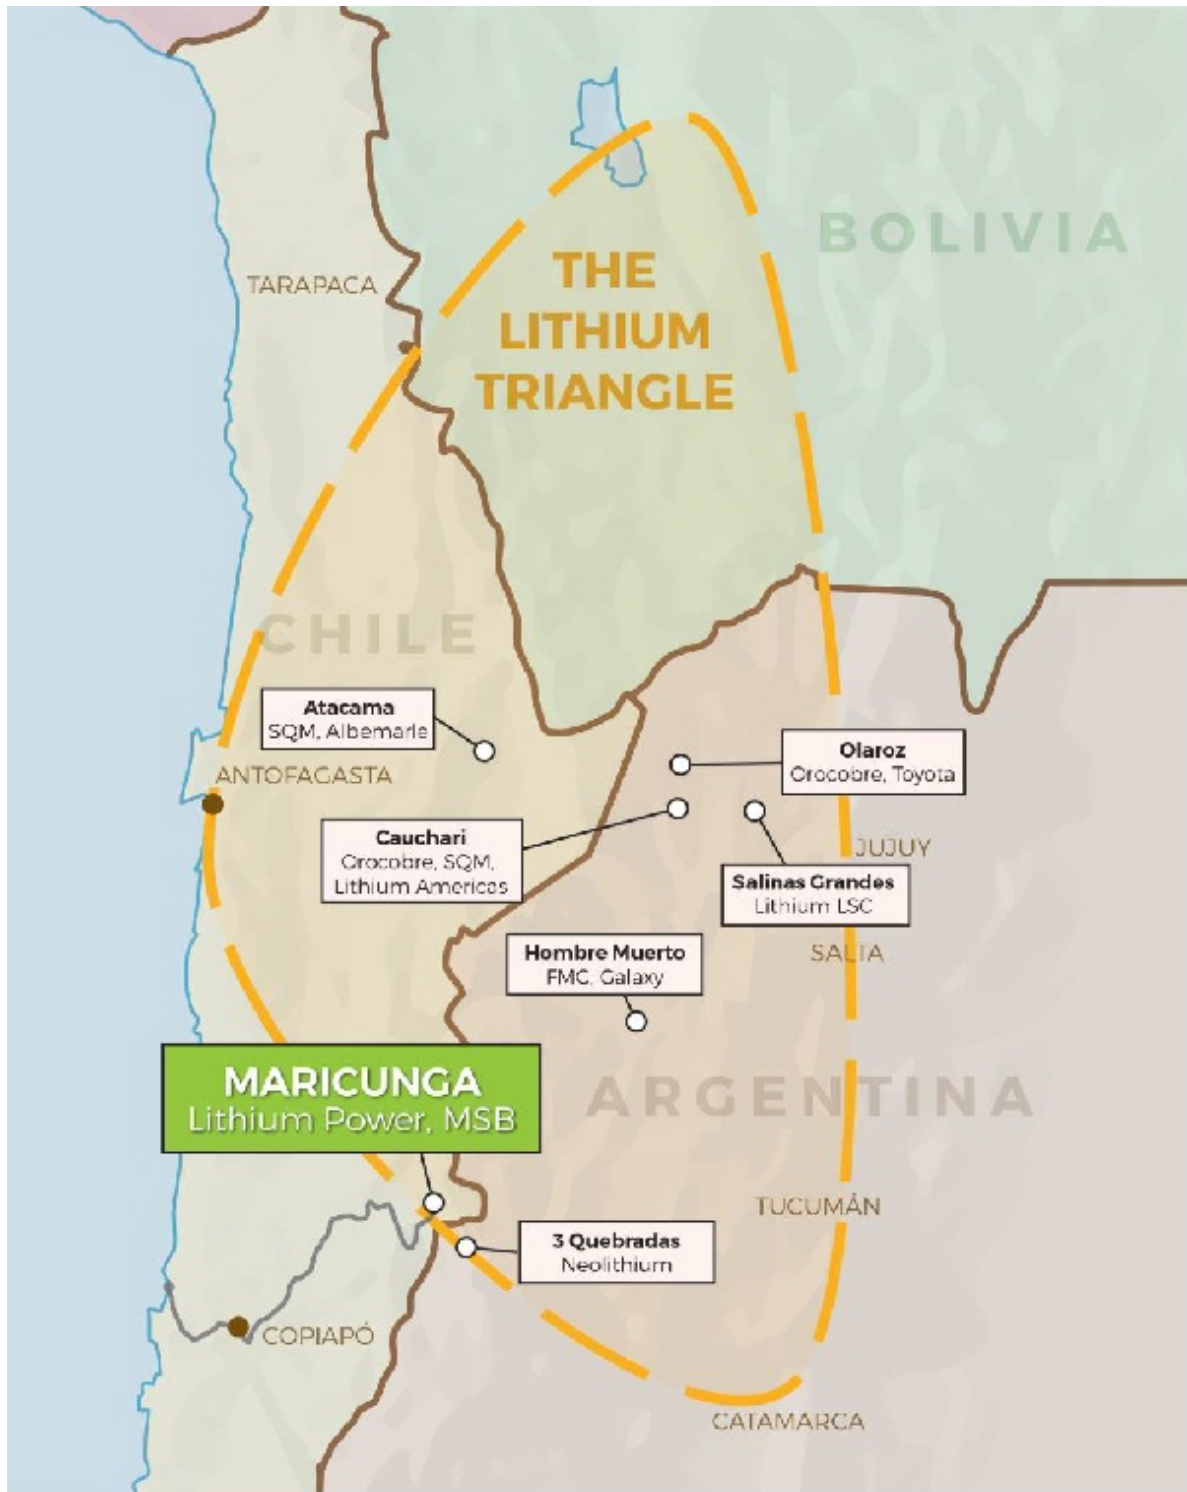 BOLIVIA
THE
LITHIUM
TRIANGLE
TARAPACA
CHILE
Atacama
SQM, Albemarle
ANTOFAGASTA
Olaroz
Orocobre, Toyota
Cauchari
Orocobre, SQM,
Lithium Americas
JUJUY
Salinas Grandes
Lithium LSC
SALTA
Hombre Muerto
FMC, Galaxy
MARICUNGA
Lithium Power, MSB
ARGENTINA
TUCUMÁN
3 Quebradas
Neolithium
COPIAPÓ
CATAMARCA